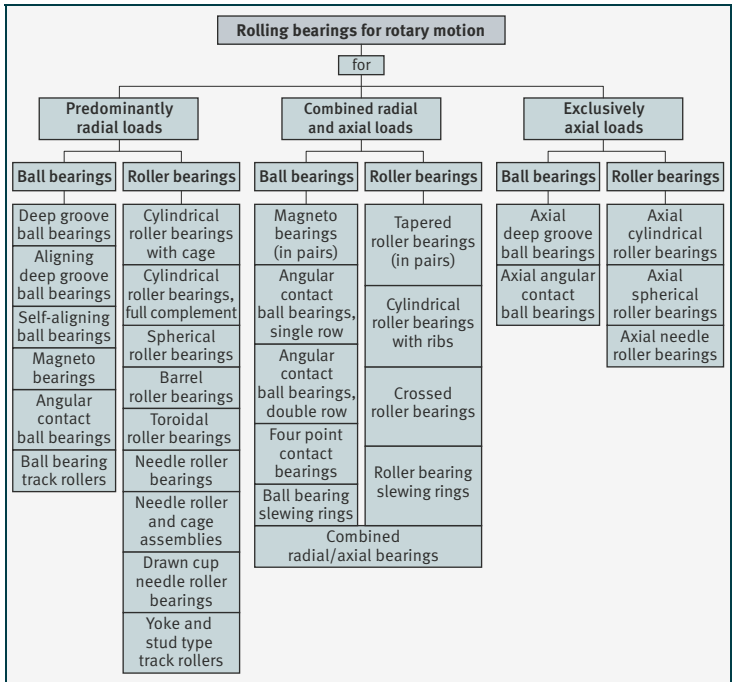 Rolling bearings for rotary motion
for
Predominantly
radial loads
Ball bearings
Deep groove
ball bearings
Aligning
deep groove
ball bearings
Self-aligning
ball bearings
Magneto
bearings
Angular
contact
ball bearings
Ball bearing
track rollers
Roller bearings
Cylindrical
roller bearings
with cage
Cylindrical
roller bearings,
full complement
Spherical
roller bearings
Barrel
roller bearings
Toroidal
roller bearings
Needle roller
bearings
Needle roller
and cage
assemblies
Drawn cup
needle roller
bearings
Yoke and
stud type
track rollers
Combined radial
and axial loads
Ball bearings
Magneto
bearings
(in pairs)
Angular
contact
ball bearings,
single row
Angular
contact
ball bearings,
double row
Four point
contact
bearings
Ball bearing
slewing rings
Roller bearings
Tapered
roller bearings
(in pairs)
Cylindrical
roller bearings
with ribs
Crossed
roller bearings
Roller bearing
slewing rings
Combined
radial/axial bearings
Exclusively
axial loads
Ball bearings
Axial
deep groove
ball bearings
Axial angular
contact
ball bearings
Roller bearings
Axial
cylindrical
roller bearings
Axial
spherical
roller bearings
Axial needle
roller bearings